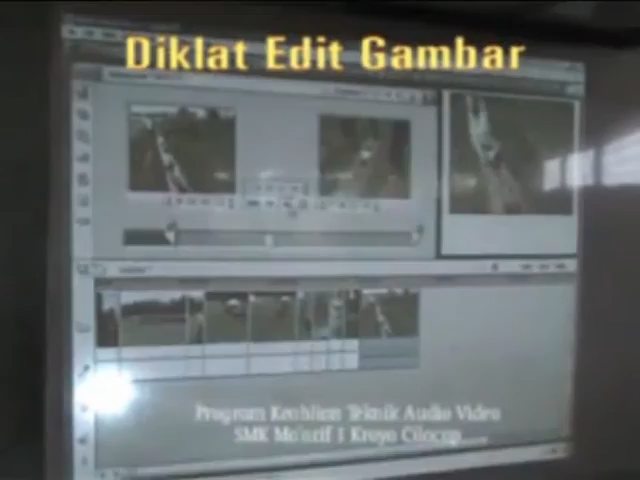 Diklat Edit Gambar
Program Keahlian Teknik Audio Video
SMK Ma'arif 1 Kroya Cilacap